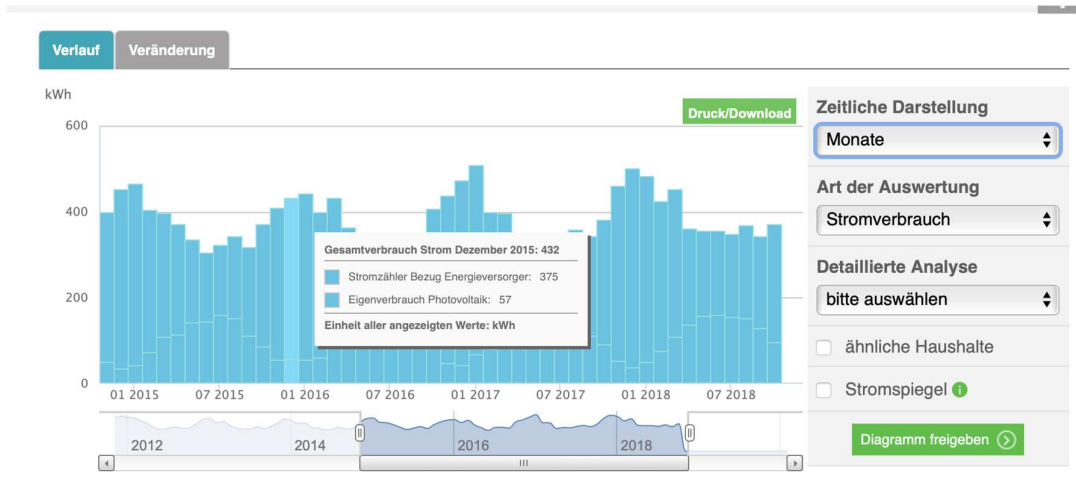 Verlauf
Veränderung
kWh
Druck/Download
600
400
200
0
Gesamtverbrauch Strom Dezember 2015: 432
Stromzähler Bezug Energieversorger: 375
Eigenverbrauch Photovoltaik: 57
Einheit aller angezeigten Werte: kWh
01 2015
07 2015
01 2016
07 2016
01 2017
07 2017
01 2018
07 2018
2012
2014
2016
2018
Zeitliche Darstellung
Monate
Art der Auswertung
Stromverbrauch
Detaillierte Analyse
bitte auswählen
ähnliche Haushalte
Stromspiegel i
Diagramm freigeben